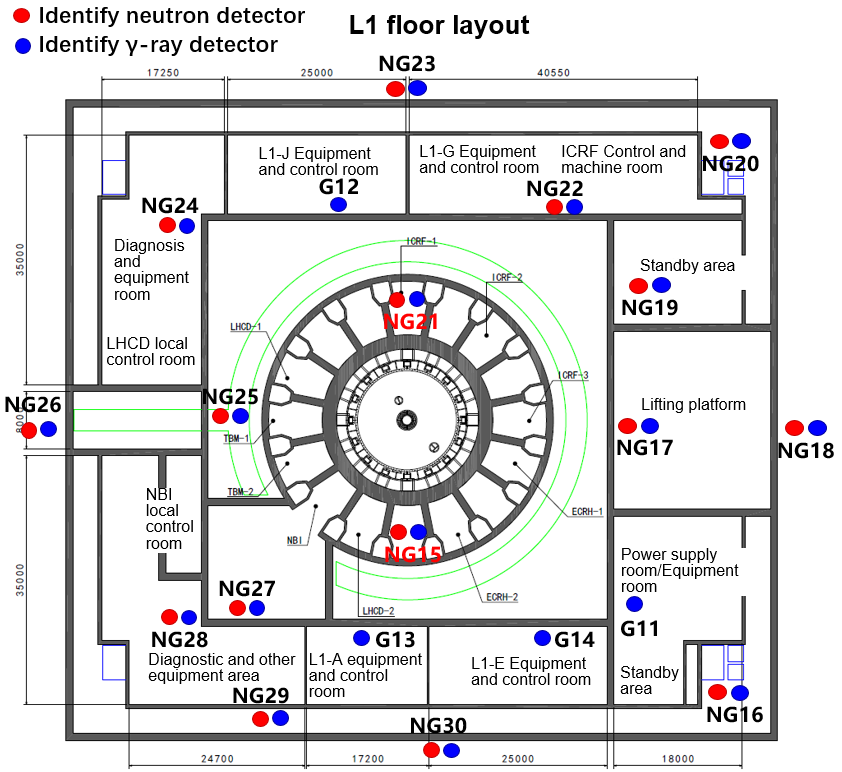 Identify neutron detector
Identify γ-ray detector
L1 floor layout
17250
25000
NG23
40550
NG20
L1-J Equipment
and control room
G12
L1-G Equipment
and control room
ICRF Control and
machine room
NG22
NG24
35000
Diagnosis
and
equipment
room
LHCD local
control room
ICRF-1
ICRF-2
NG21
LHCD-1
Standby area
NG19
ICRF-3
Lifting platform
NG26
8000
NG25
TBM-1
TBM-2
NG17
NG18
NBI
local
control
room
NBI
NG15
ECRH-1
ECRH-2
LHCD-2
35000
Power supply
room/Equipment
room
G11
NG27
NG28
Diagnostic and other
equipment area
NG29
G13
L1-A equipment
and control
room
G14
L1-E Equipment
and control room
Standby
area
NG16
NG30
24700
17200
25000
18000